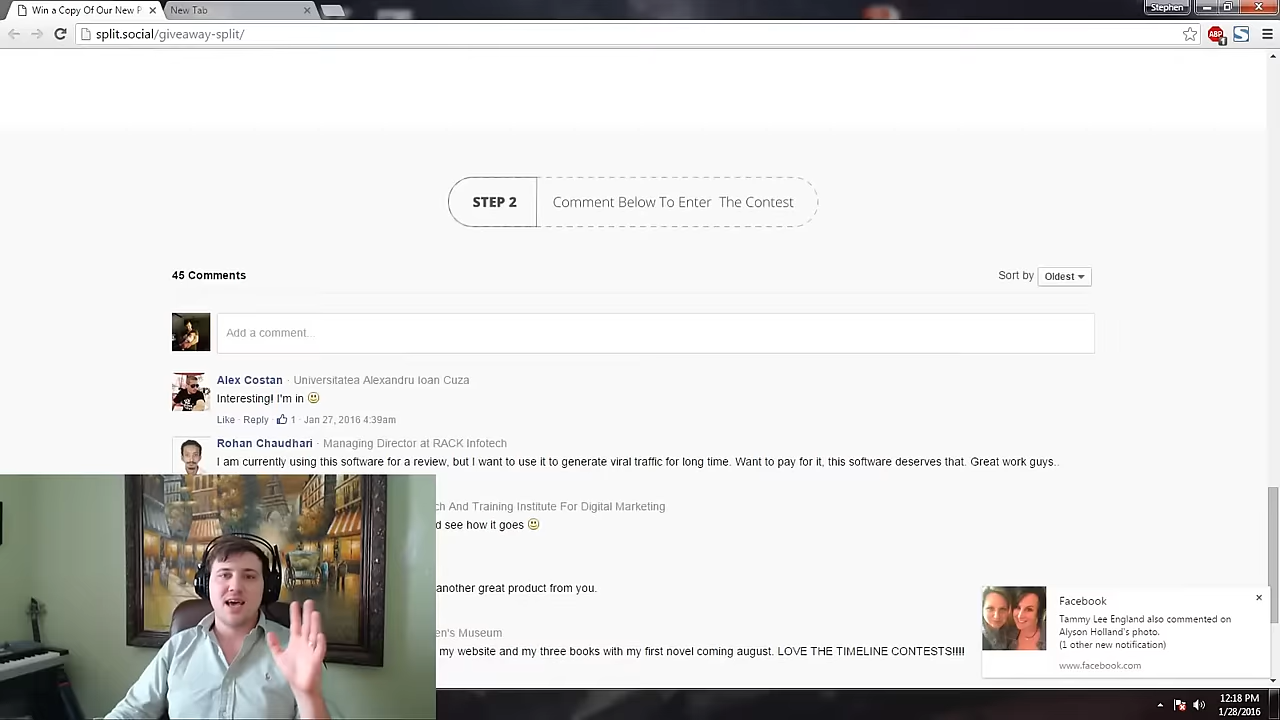 Win a Copy Of Our New P
New Tab
Stephen
split.social/giveaway-split/
ABP
1
STEP 2
Comment Below To Enter The Contest
45 Comments
Sort by Oldest
Add a comment...
Alex Costan · Universitatea Alexandru Ioan Cuza
Interesting! I'm in
Like · Reply · 1 · Jan 27, 2016 4:39am
Rohan Chaudhari · Managing Director at RACK Infotech
I am currently using this software for a review, but I want to use it to generate viral traffic for long time. Want to pay for it, this software deserves that. Great work guys..
ch And Training Institute For Digital Marketing
d see how it goes
another great product from you.
en's Museum
my website and my three books with my first novel coming august. LOVE THE TIMELINE CONTESTS!!!!
Facebook
Tammy Lee England also commented on
Alyson Holland's photo.
(1 other new notification)
www.facebook.com
12:18 PM
1/28/2016